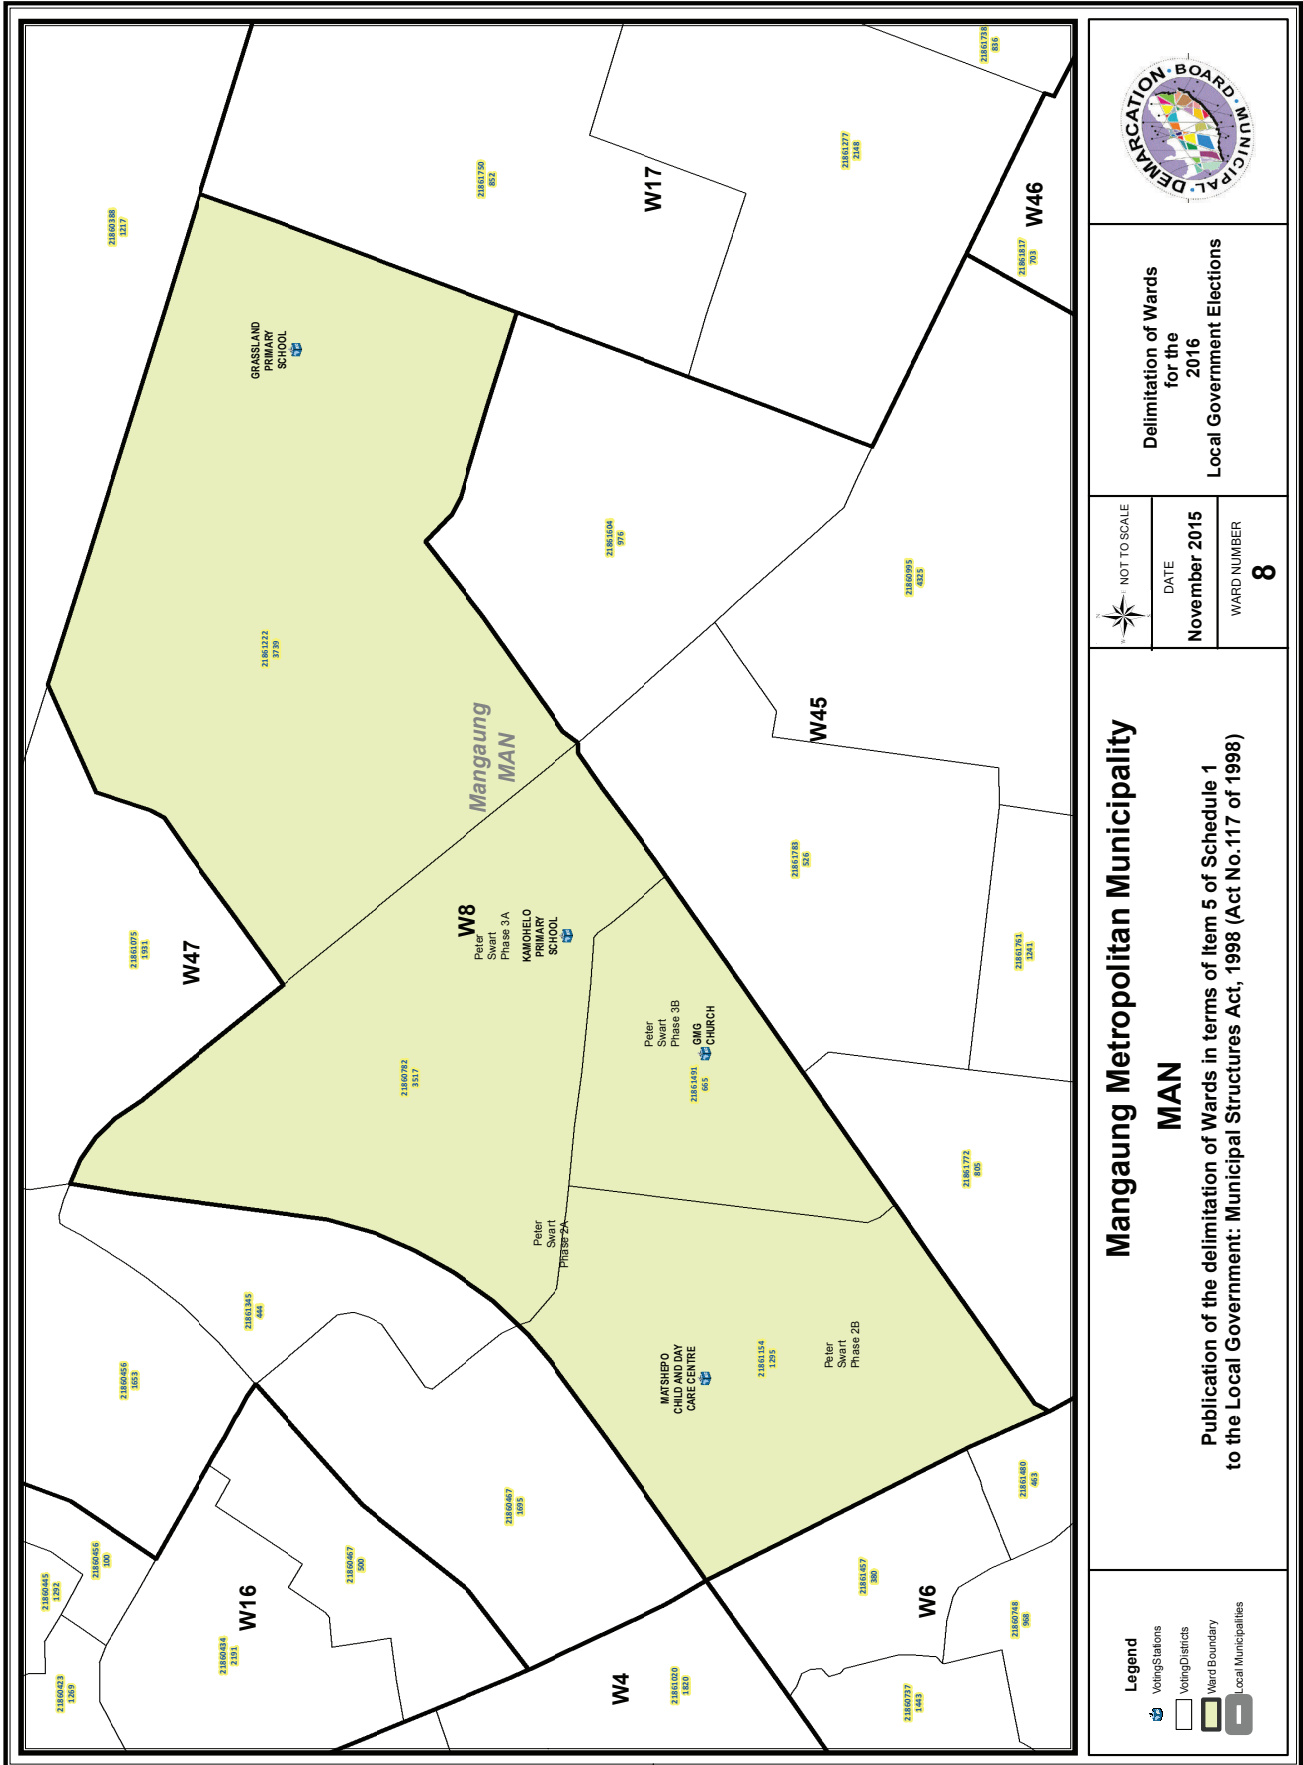 21860388
1217
21861738
836
21861750
852
21861277
2148
W17
W46
21861817
703
GRASSLAND
PRIMARY
SCHOOL
21861604
976
21860995
4325
21861222
3739
Mangaung
MAN
W45
21861783
526
21861761
1241
21861075
1931
W47
W8
Peter
Swart
Phase 3A
KAMOHELO
PRIMARY
SCHOOL
Peter
Swart
Phase 3B
GMG
CHURCH
21861491
665
21860782
3517
21861772
805
Peter
Swart
Phase 2A
21861345
444
MATSHEPO
CHILD AND DAY
CARE CENTRE
21861154
1295
Peter
Swart
Phase 2B
21860456
1653
21860467
1695
21861480
463
21860456
100
21860445
1292
21860467
500
W16
21860434
2191
21860423
1269
W4
21861020
1820
21861457
380
W6
21860748
968
21860737
1443
Legend
VotingStations
VotingDistricts
Ward Boundary
Local Municipalities
Mangaung Metropolitan Municipality
MAN
Publication of the delimitation of Wards in terms of Item 5 of Schedule 1
to the Local Government: Municipal Structures Act, 1998 (Act No.117 of 1998)
N
W
E
S
NOT TO SCALE
DATE
November 2015
WARD NUMBER
8
Delimitation of Wards
for the
2016
Local Government Elections
MUNICIPAL • DEMARCATION • BOARD •